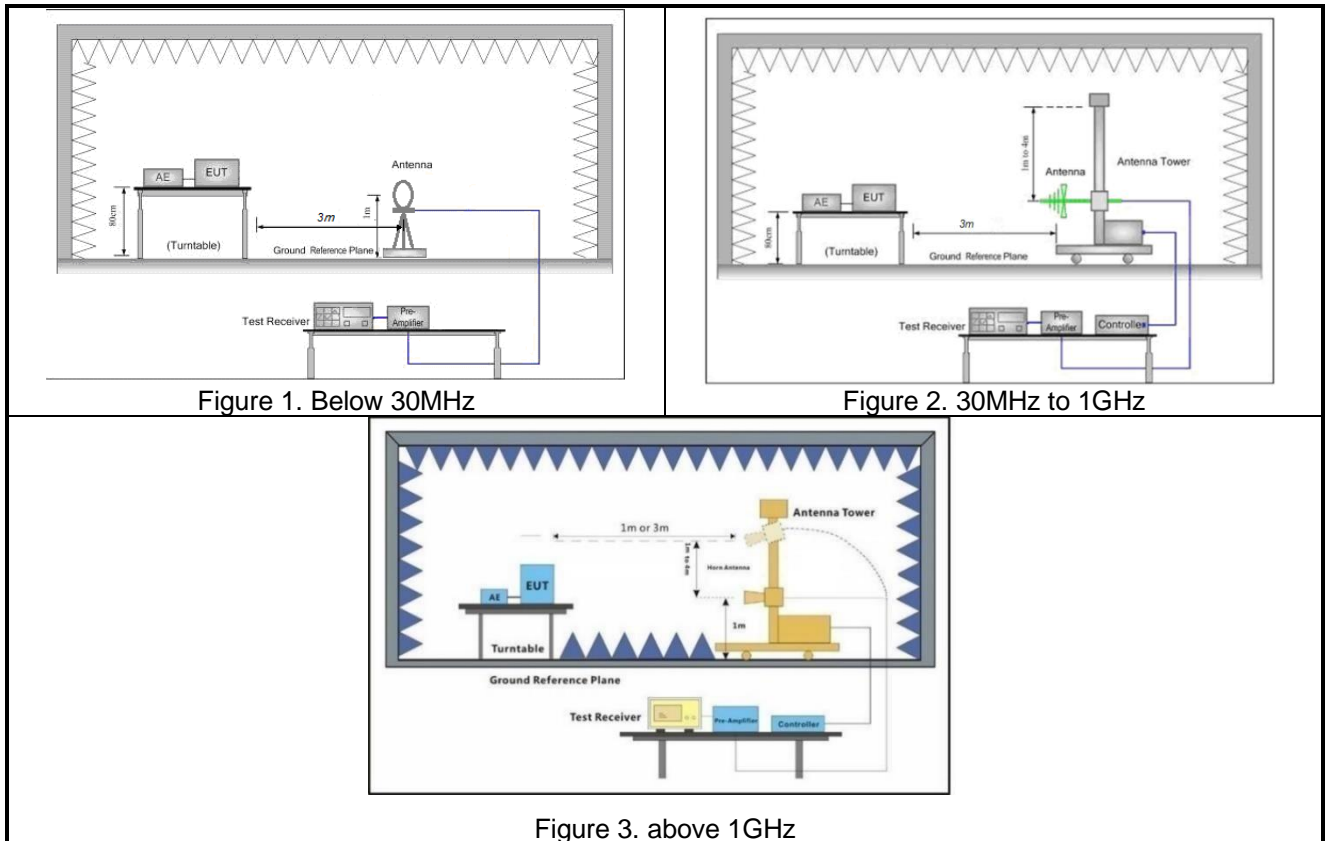 Antenna
AE
EUT
80cm
3m
1m
(Turntable)
Ground Reference Plane
Test Receiver
Pre-
Amplifier
Figure 1. Below 30MHz
1m to 4m
Antenna
Antenna Tower
AE
EUT
80cm
3m
(Turntable)
Ground Reference Plane
Test Receiver
Pre-
Amplifier
Controller
Figure 2. 30MHz to 1GHz
Antenna Tower
1m or 3m
1m to 4m
Horn Antenna
EUT
AE
1m
Turntable
Ground Reference Plane
Test Receiver
Pre-Amplifier
Controller
Figure 3. above 1GHz